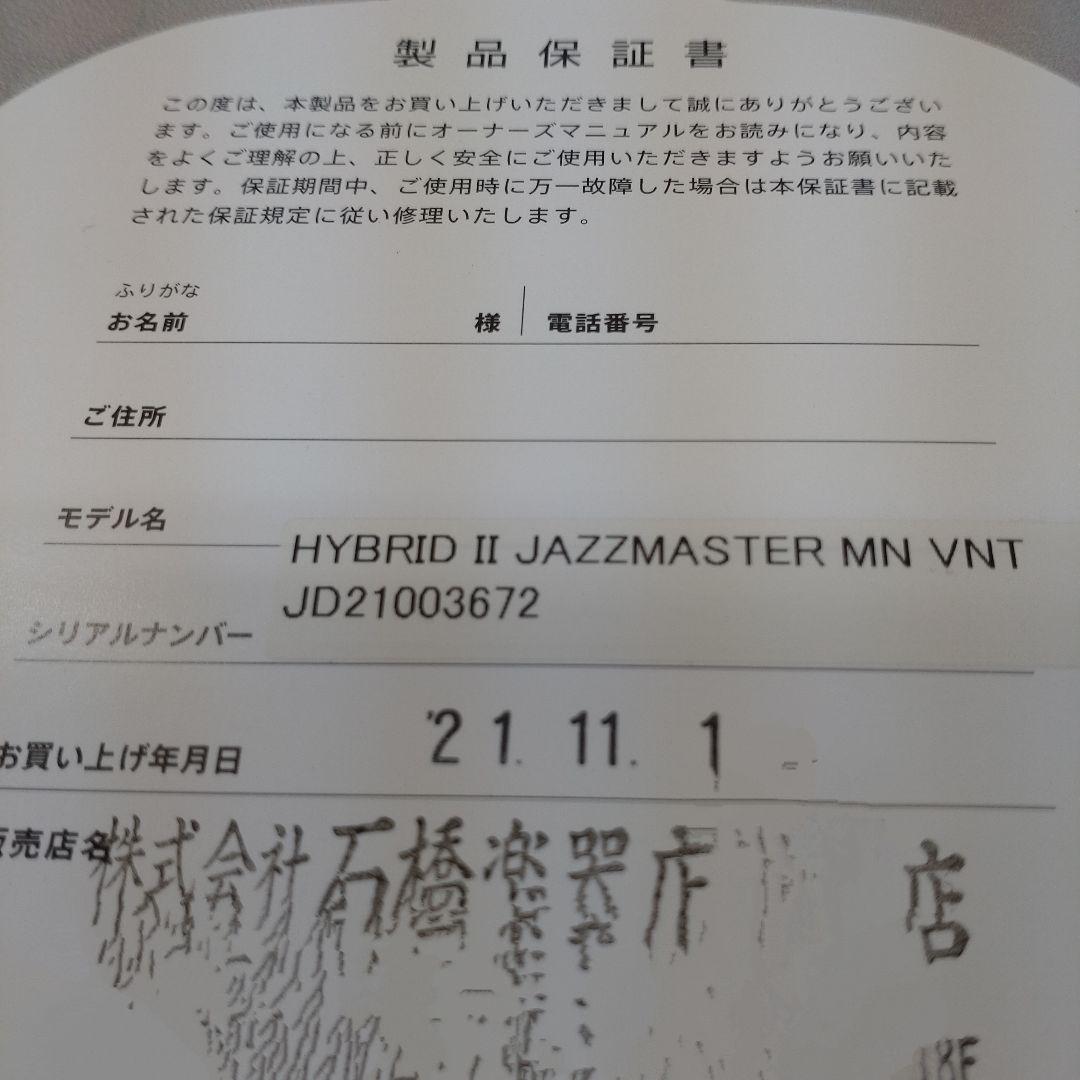 製品保証書
この度は、本製品をお買い上げいただきまして誠にありがとうござい
ます。ご使用になる前にオーナーズマニュアルをお読みになり、内容
をよくご理解の上、正しく安全にご使用いただきますようお願いいた
します。保証期間中、ご使用時に万一故障した場合は本保証書に記載
された保証規定に従い修理いたします。
ふりがな
お名前 様 電話番号
ご住所
モデル名 HYBRID II JAZZMASTER MN VNT
シリアルナンバー JD21003672
お買い上げ年月日 '21. 11. 1
販売店名 株式会社石橋楽器店 店